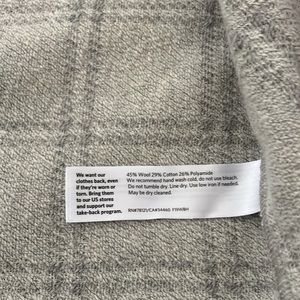 We want our
clothes back, even
if they're worn or
torn. Bring them
to our US stores
and support our
take-back program.
45% Wool 29% Cotton 26% Polyamide
We recommend hand wash cold, do not use bleach.
Do not tumble dry. Line dry. Use low iron if needed.
May be dry cleaned.